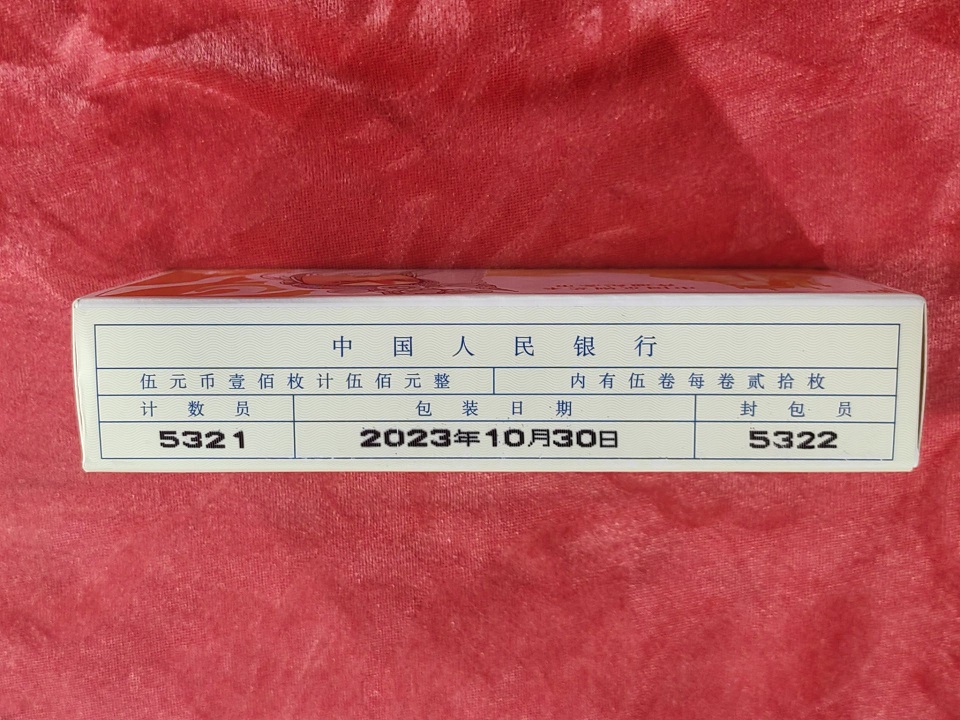 中国人民银行
伍元币壹佰枚计伍佰元整 内有伍卷每卷贰拾枚
计数员 包装日期 封包员
5321 2023年10月30日 5322